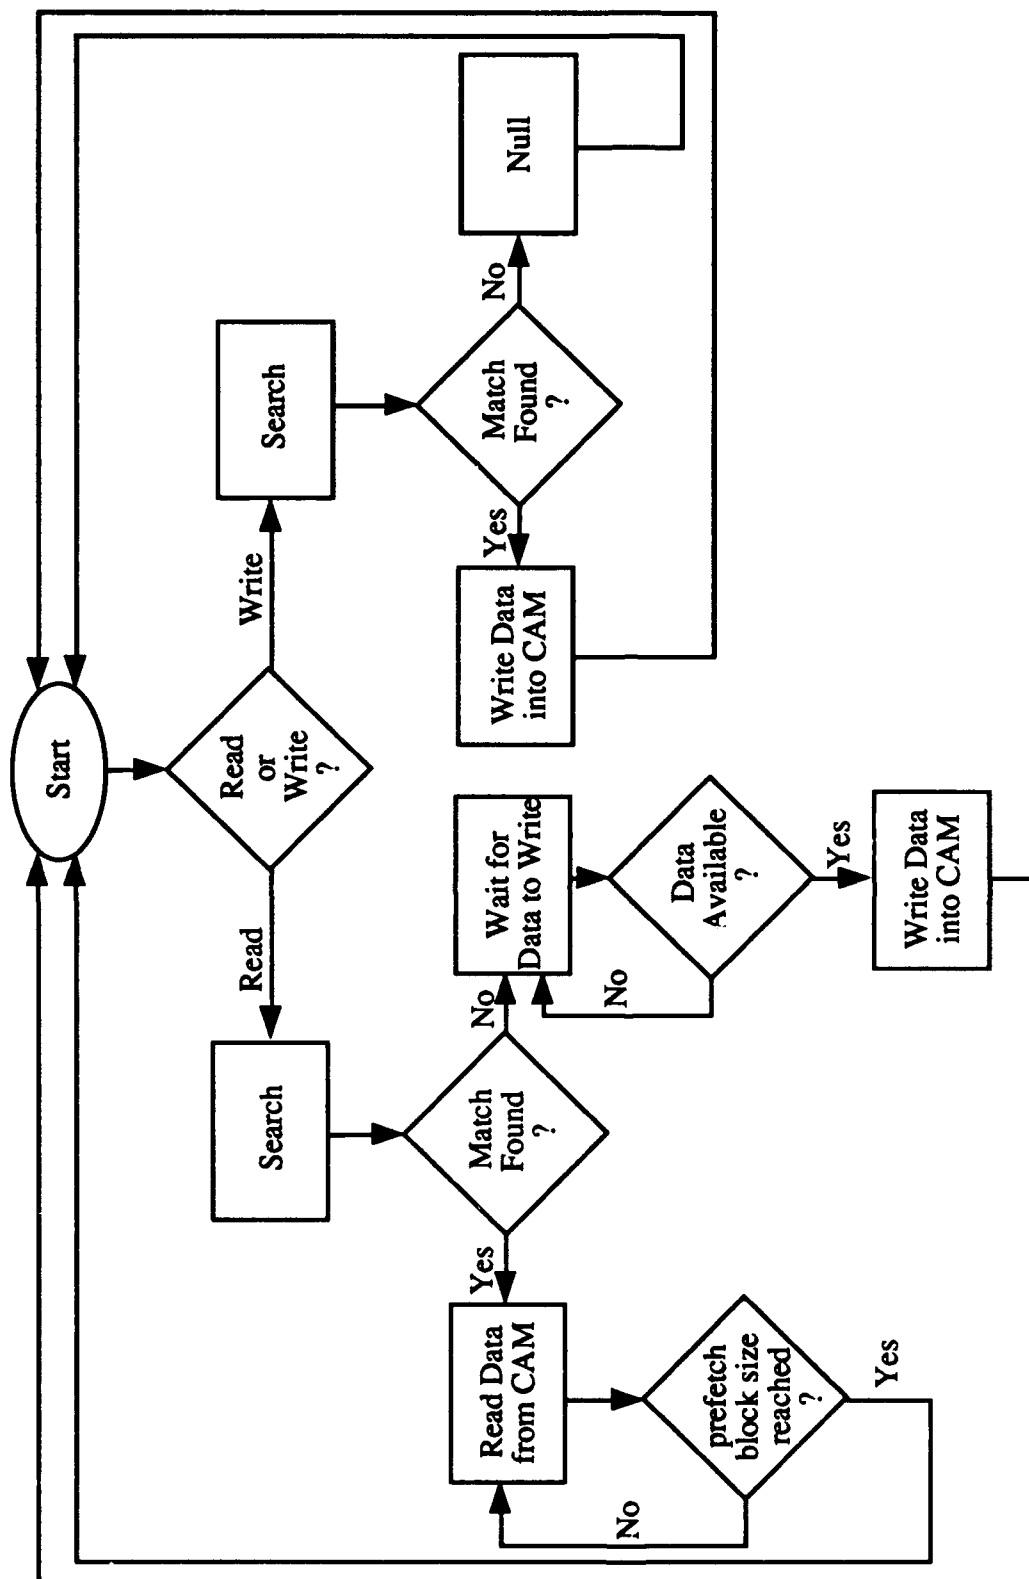 Start
Read
or
Write
?
Read
Write
Search
Search
Match
Found
?
Yes
No
Match
Found
?
Yes
No
Read Data
from CAM
Wait for
Data to Write
Write Data
into CAM
Null
prefetch
block size
reached
?
No
Yes
Data
Available
?
No
Yes
Write Data
into CAM